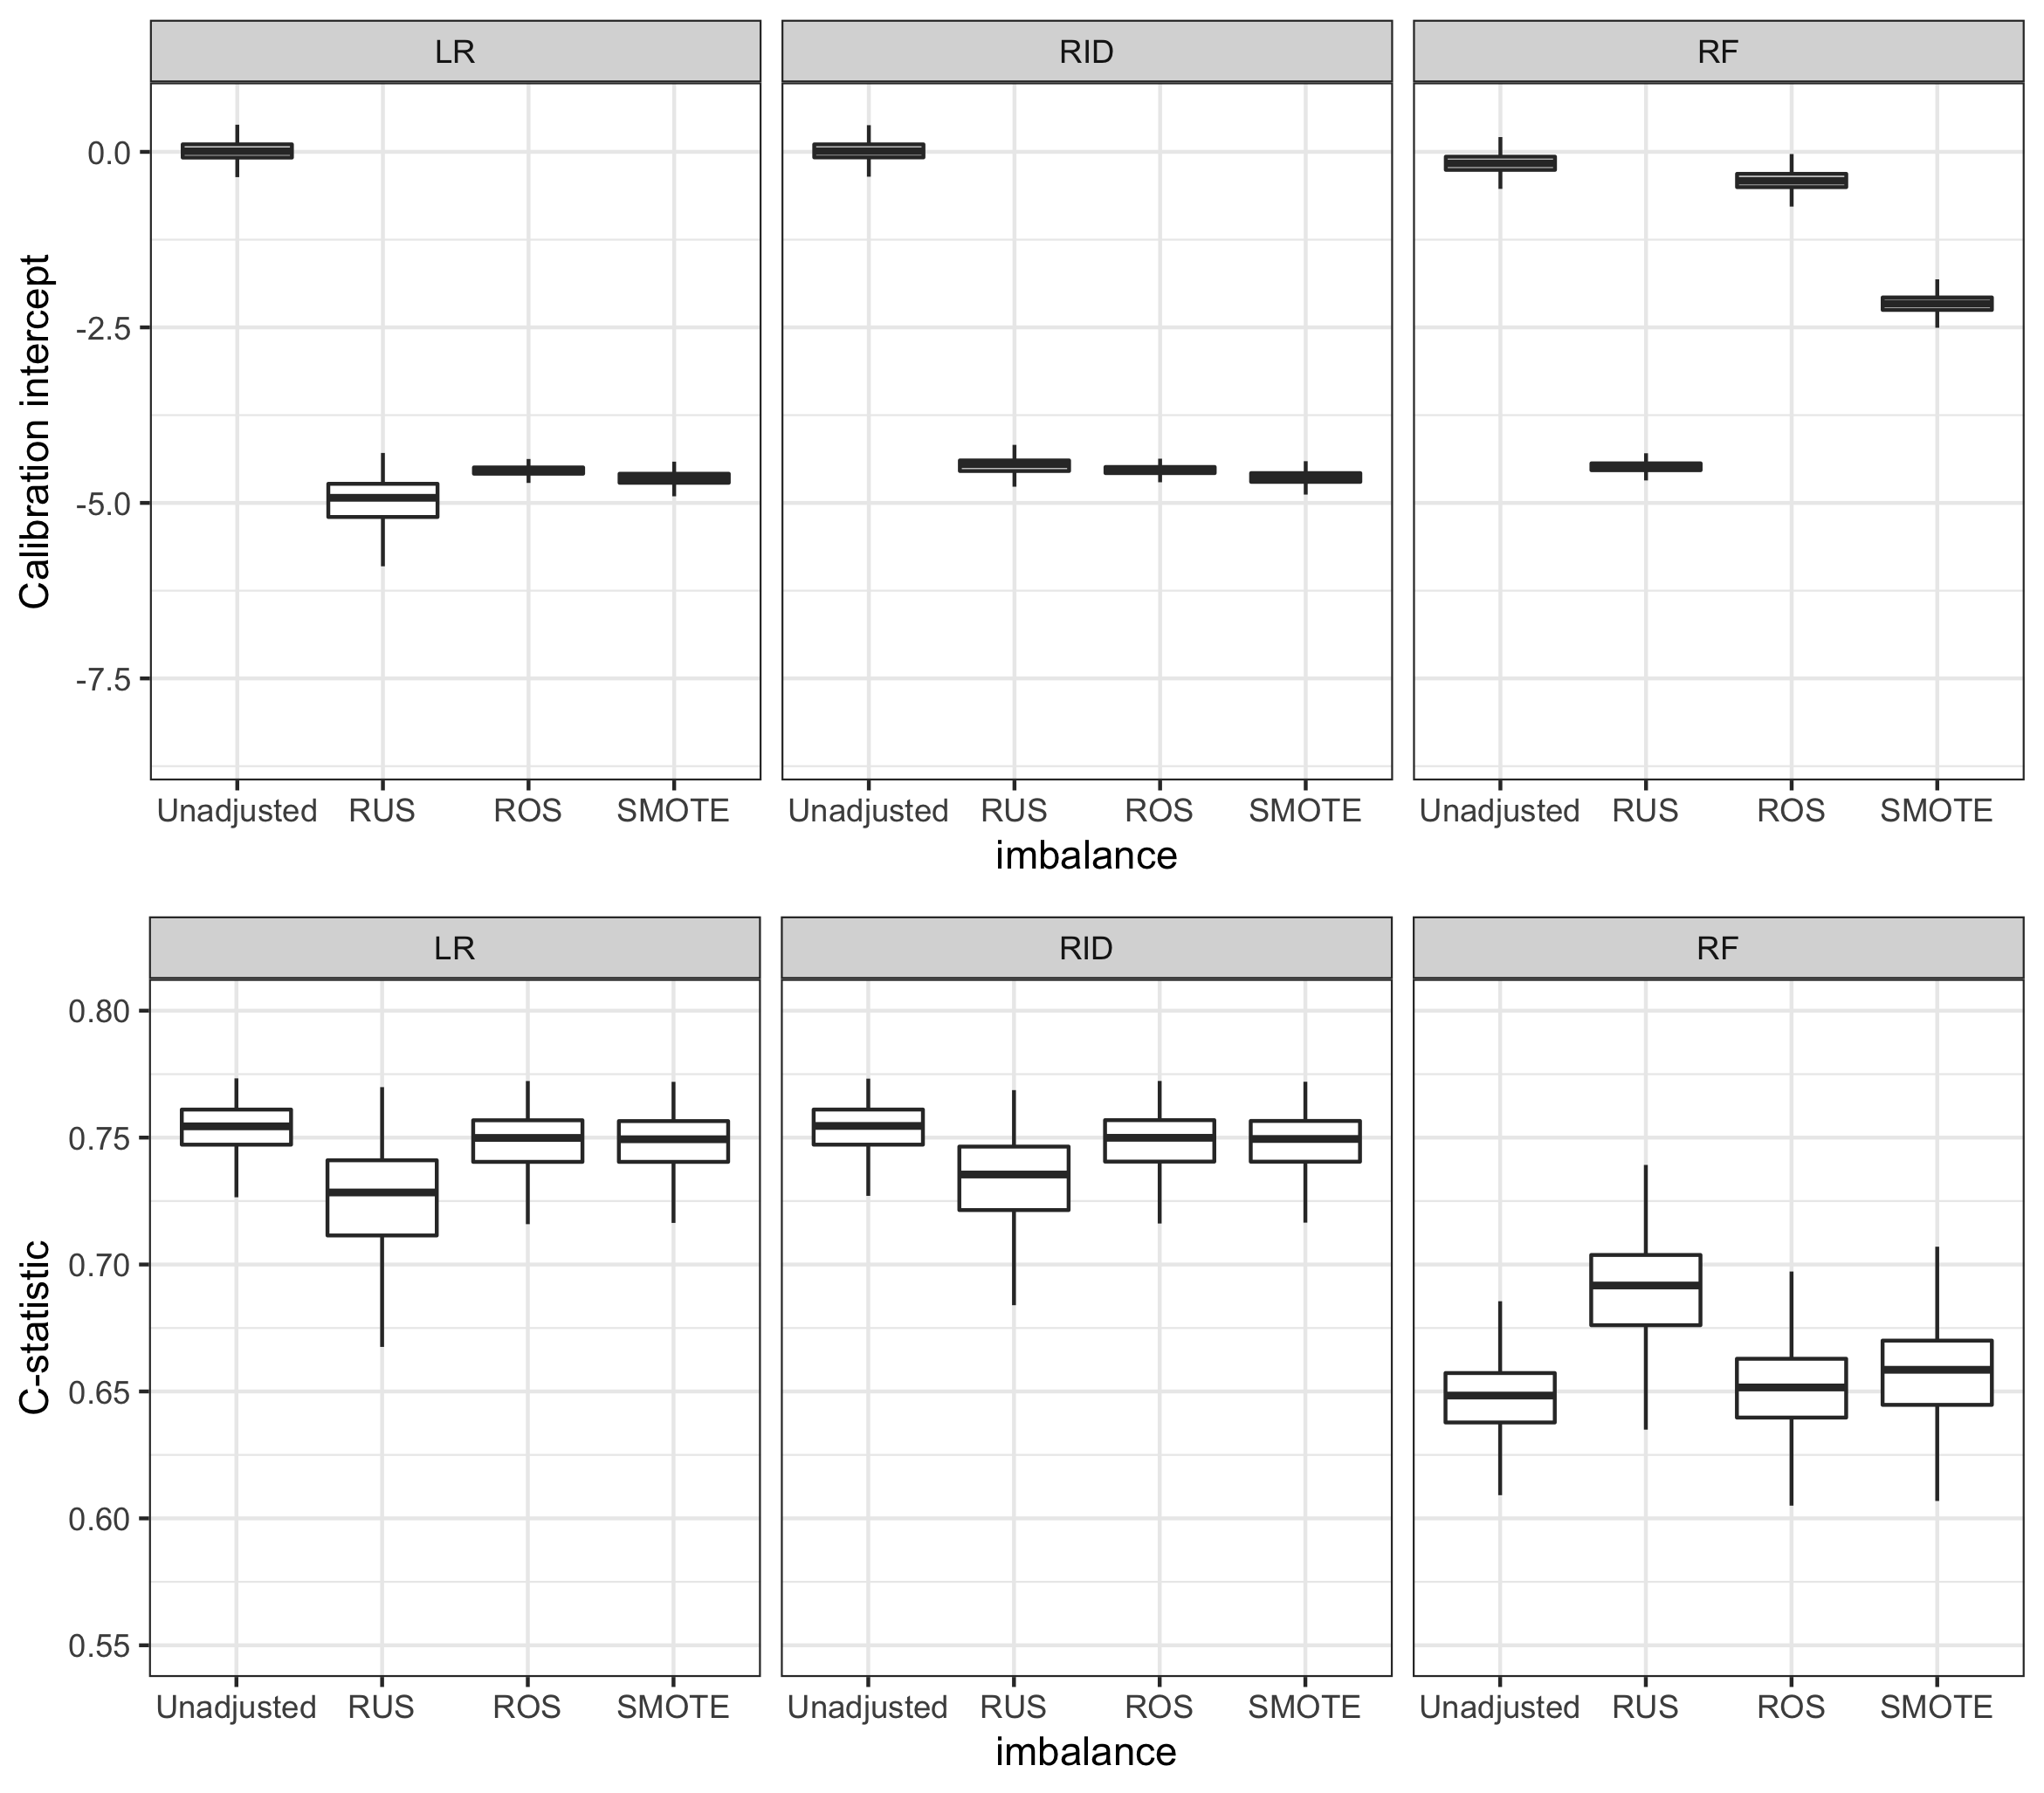 LR RID RF
Calibration intercept
0.0
-2.5
-5.0
-7.5
Unadjusted RUS ROS SMOTE Unadjusted RUS ROS SMOTE Unadjusted RUS ROS SMOTE
imbalance
LR RID RF
C-statistic
0.80
0.75
0.70
0.65
0.60
0.55
Unadjusted RUS ROS SMOTE Unadjusted RUS ROS SMOTE Unadjusted RUS ROS SMOTE
imbalance